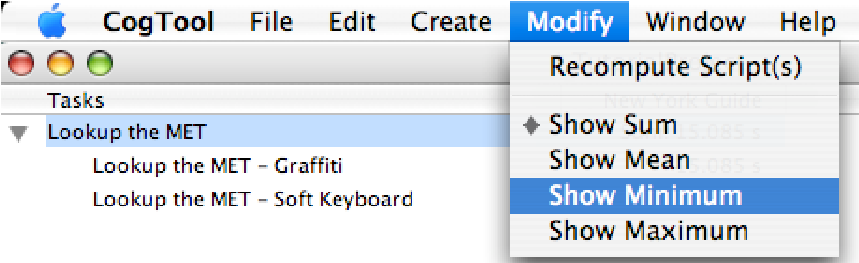 CogTool File Edit Create Modify Window Help
Recompute Script(s)
Tasks
Lookup the MET
Show Sum
Lookup the MET – Graffiti
Show Mean
Lookup the MET – Soft Keyboard
Show Minimum
Show Maximum